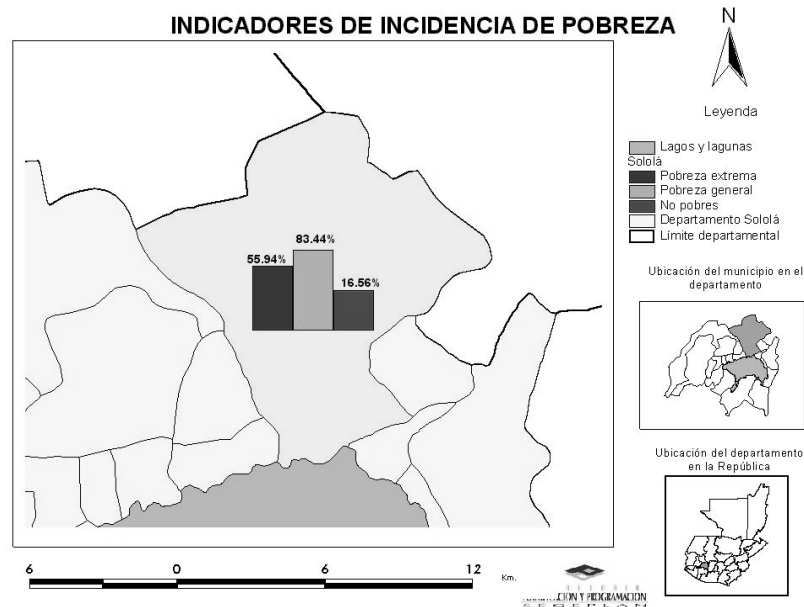 INDICADORES DE INCIDENCIA DE POBREZA
N
Leyenda
Lagos y lagunas
Sololá
Pobreza extrema
Pobreza general
No pobres
Departamento Sololá
Límite departamental
55.94%
83.44%
16.56%
Ubicación del municipio en el
departamento
Ubicación del departamento
en la República
6 0 6 12
Km.
CION Y PROGRAMACION
SEGEPLAN